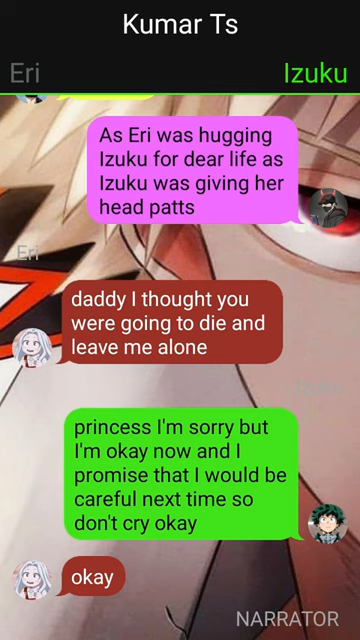 Kumar Ts
Eri
Izuku
As Eri was hugging
Izuku for dear life as
Izuku was giving her
head patts
Eri
daddy I thought you
were going to die and
leave me alone
Izuku
princess I'm sorry but
I'm okay now and I
promise that I would be
careful next time so
don't cry okay
okay
NARRATOR